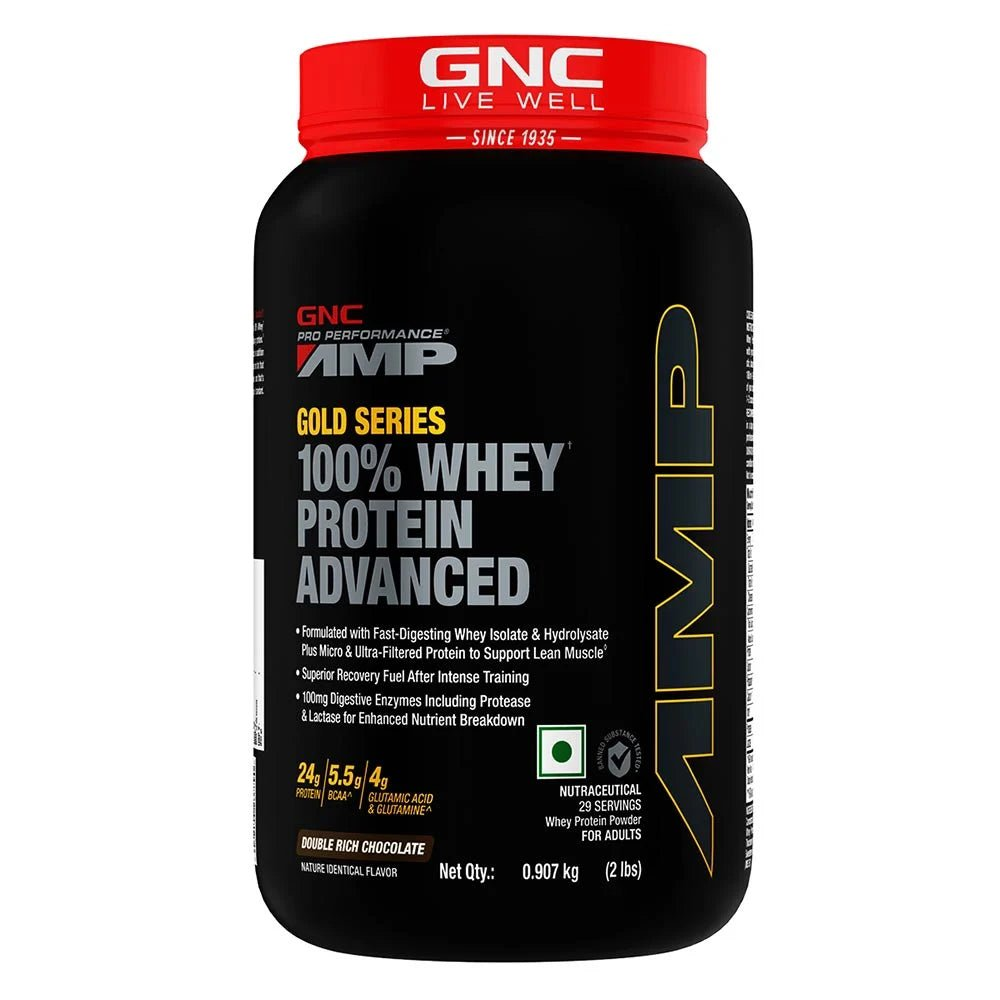 GNC
LIVE WELL
— SINCE 1935 —
GNC
PRO PERFORMANCE®
AMP
GOLD SERIES
100% WHEY†
PROTEIN
ADVANCED
• Formulated with Fast-Digesting Whey Isolate & Hydrolysate
Plus Micro & Ultra-Filtered Protein to Support Lean Muscle◊
• Superior Recovery Fuel After Intense Training
• 100mg Digestive Enzymes Including Protease
& Lactase for Enhanced Nutrient Breakdown
BANNED SUBSTANCE TESTED
24g
PROTEIN
5.5g
BCAA^
4g
GLUTAMIC ACID
& GLUTAMINE^
NUTRACEUTICAL
29 SERVINGS
Whey Protein Powder
FOR ADULTS
DOUBLE RICH CHOCOLATE
NATURE IDENTICAL FLAVOR
Net Qty.: 0.907 kg (2 lbs)
AMP